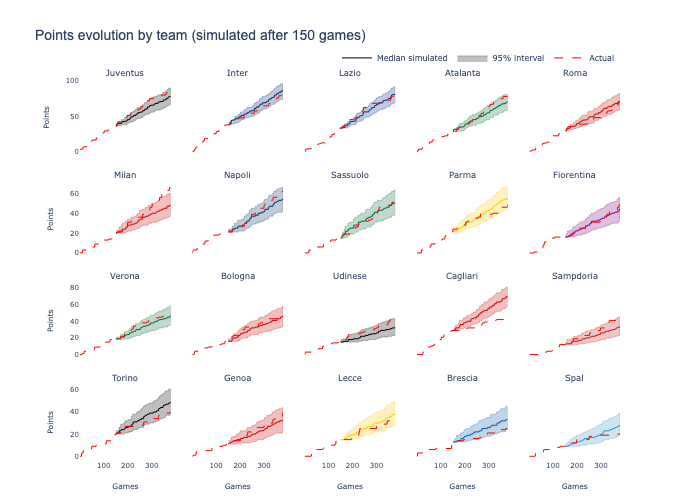 Points evolution by team (simulated after 150 games)
Median simulated 95% interval Actual
Juventus Inter Lazio Atalanta Roma
100
50
0
Points
Milan Napoli Sassuolo Parma Fiorentina
60
40
20
0
Points
Verona Bologna Udinese Cagliari Sampdoria
80
60
40
20
0
Points
Torino Genoa Lecce Brescia Spal
60
40
20
0
Points
100 200 300 100 200 300 100 200 300 100 200 300 100 200 300
Games Games Games Games Games